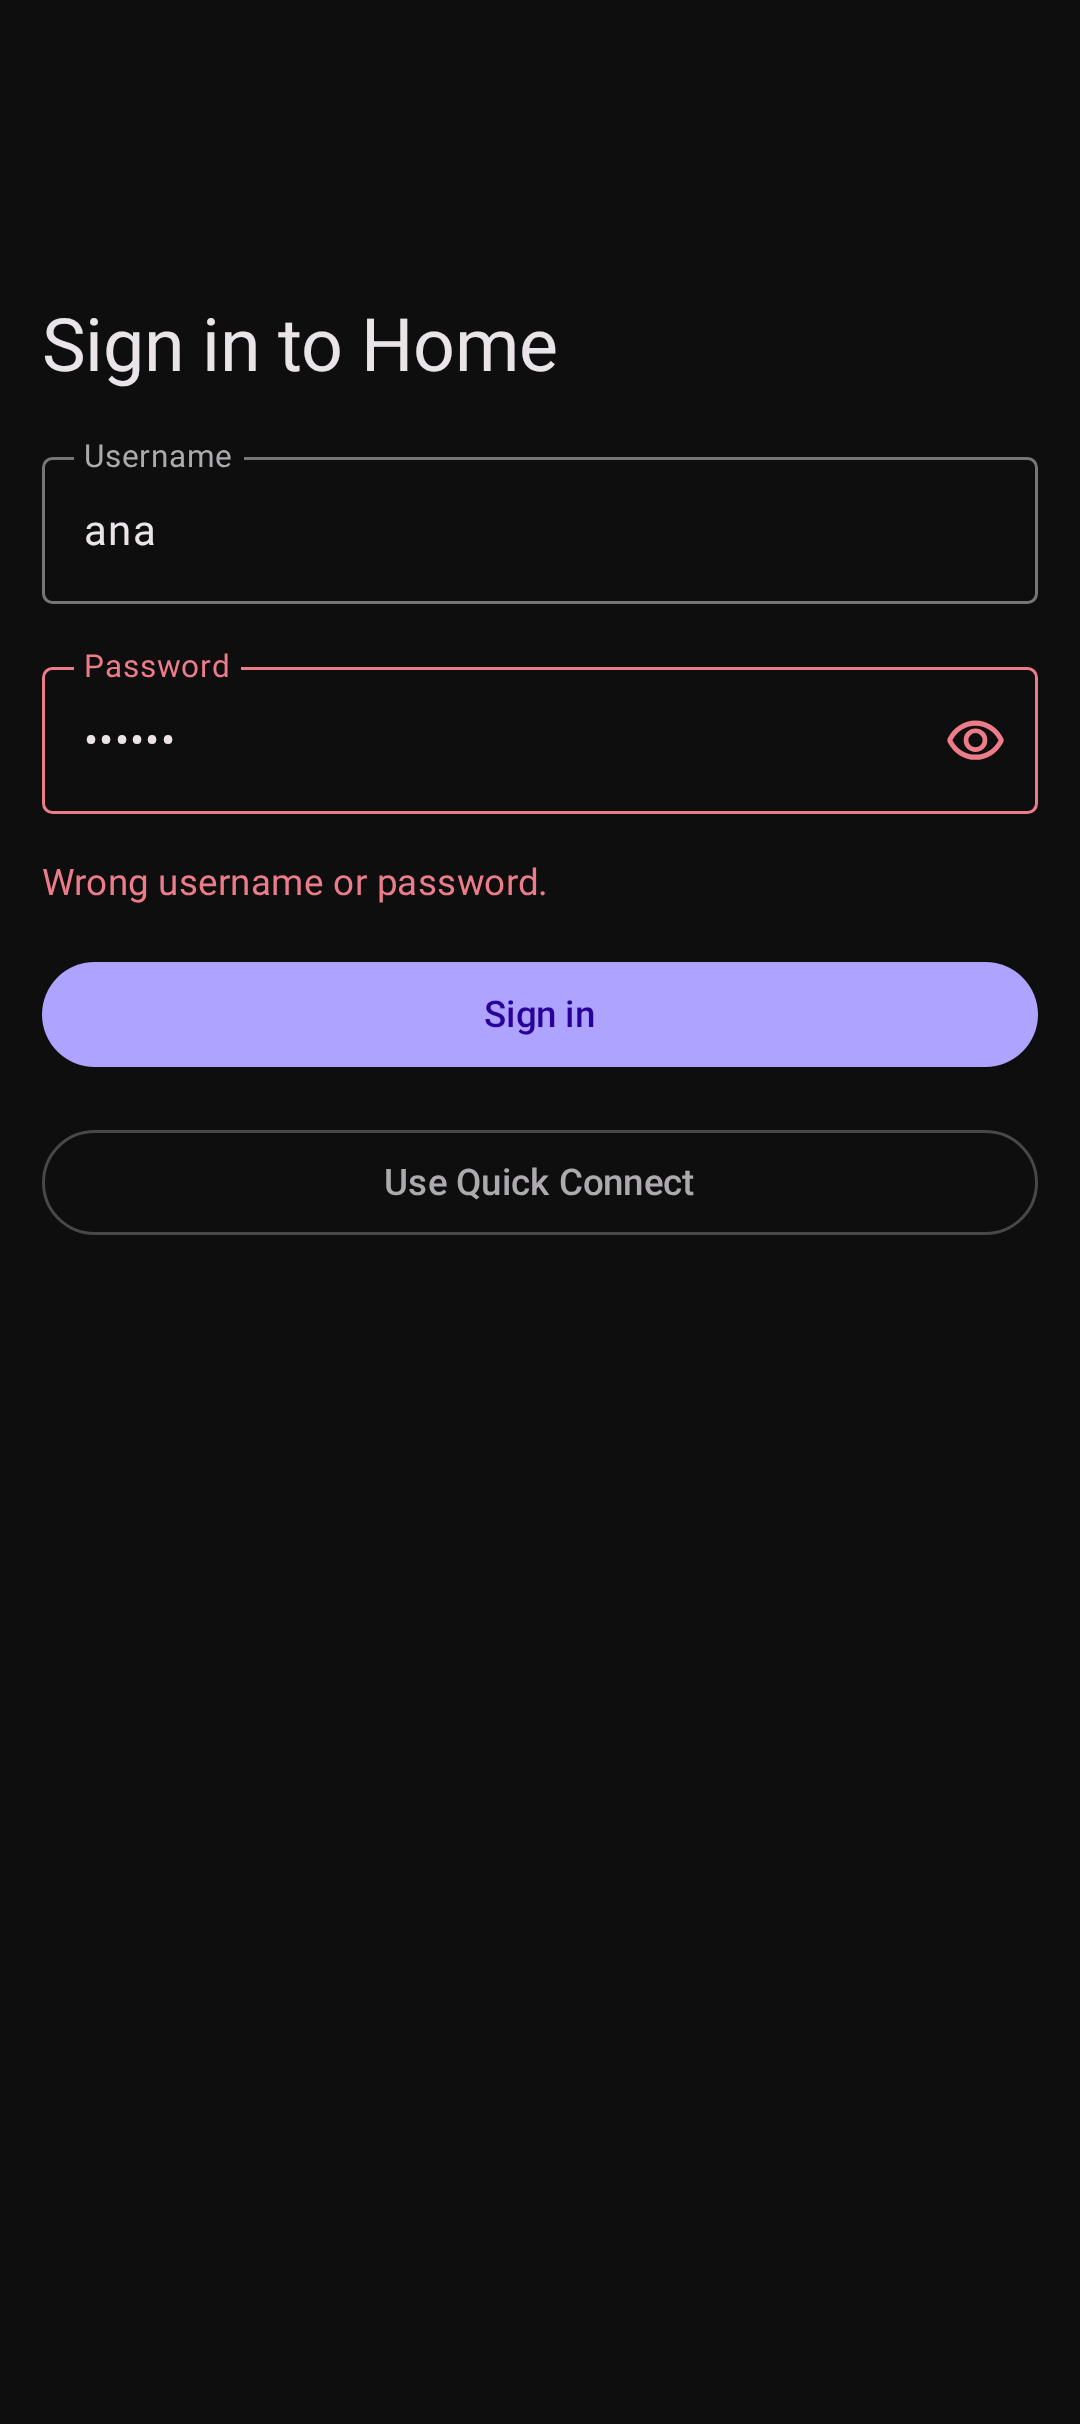 Sign in to Home
Username
ana
Password
••••••
Wrong username or password.
Sign in
Use Quick Connect